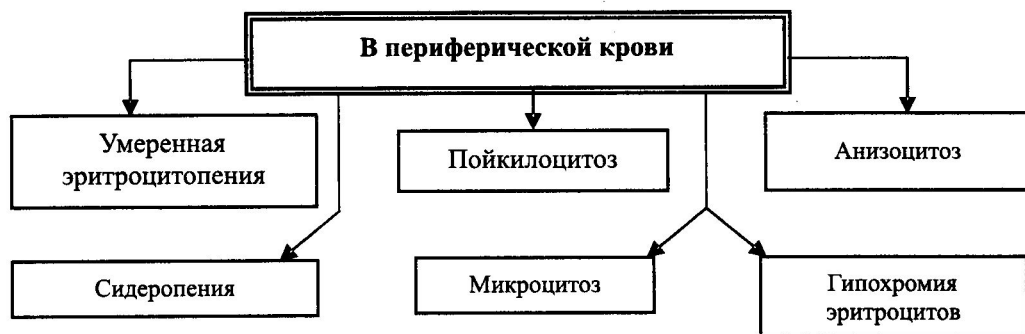 В периферической крови
Умеренная
эритроцитопения
Пойкилоцитоз
Анизоцитоз
Сидеропения
Микроцитоз
Гипохромия
эритроцитов